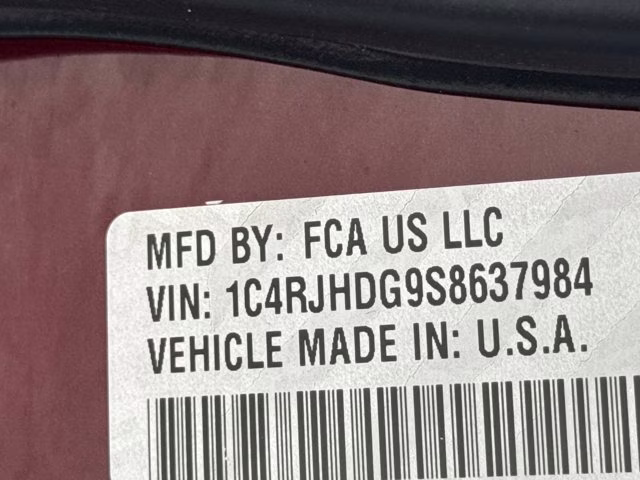 MFD BY: FCA US LLC
VIN: 1C4RJHDG9S8637984
VEHICLE MADE IN: U.S.A.